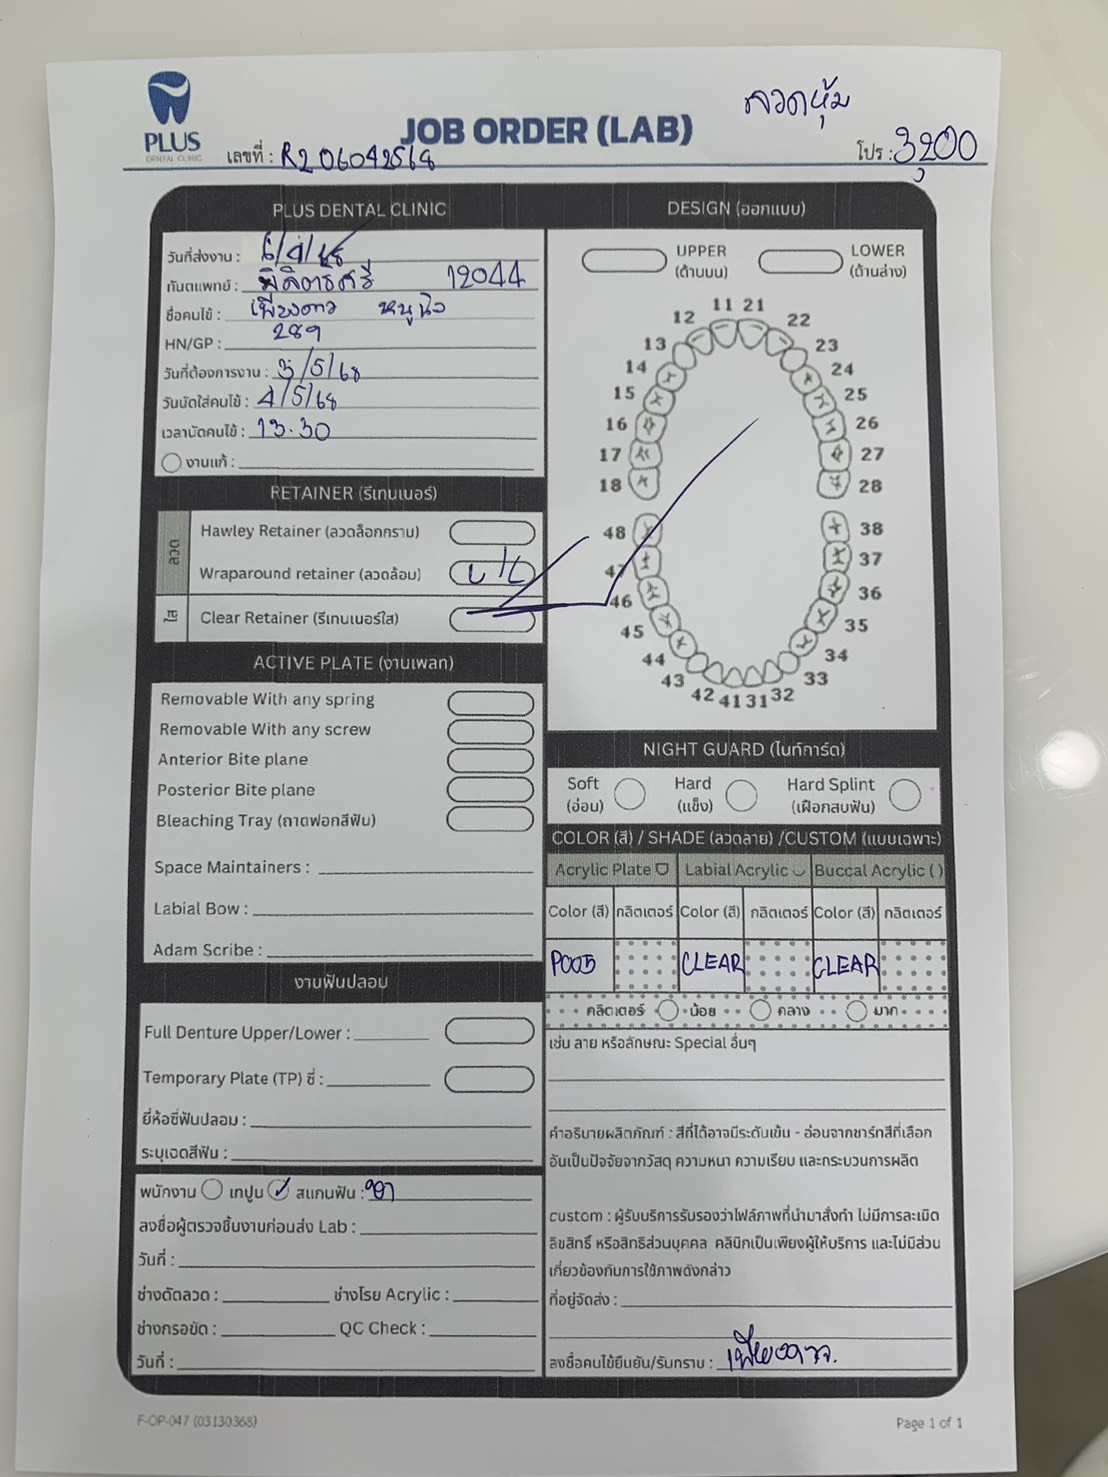 PLUS
DENTAL CLINIC
JOB ORDER (LAB)
ลวดหุ้ม
เลขที่ : R2 06042568
โปร : 3,200
PLUS DENTAL CLINIC
วันที่ส่งงาน : 6/4/68
ทันตแพทย์ : 12044
ชื่อคนไข้ : เพียงดาว หนูนิล
HN/GP : 289
วันที่ต้องการงาน : 3/5/68
วันนัดใส่คนไข้ : 4/5/68
เวลานัดคนไข้ : 13.30
งานแก้ :
RETAINER (รีเทนเนอร์)
ลวด
Hawley Retainer (ลวดล็อกกราม)
Wraparound retainer (ลวดล้อม) U/L
ใส
Clear Retainer (รีเทนเนอร์ใส)
ACTIVE PLATE (งานเพลท)
Removable With any spring
Removable With any screw
Anterior Bite plane
Posterior Bite plane
Bleaching Tray (ถาดฟอกสีฟัน)
Space Maintainers :
Labial Bow :
Adam Scribe :
งานฟันปลอม
Full Denture Upper/Lower :
Temporary Plate (TP) ซี่ :
ยี่ห้อซี่ฟันปลอม :
ระบุเฉดสีฟัน :
พนักงาน เทปูน สแกนฟัน :
ลงชื่อผู้ตรวจชิ้นงานก่อนส่ง Lab :
วันที่ :
ช่างดัดลวด : ช่างโรย Acrylic :
ช่างกรอขัด : QC Check :
วันที่ :
DESIGN (ออกแบบ)
UPPER
(ด้านบน)
LOWER
(ด้านล่าง)
11 21
12 22
13 23
14 24
15 25
16 26
17 27
18 28
48 38
47 37
46 36
45 35
44 34
43 33
42 41 31 32
NIGHT GUARD (ไนท์การ์ด)
Soft
(อ่อน)
Hard
(แข็ง)
Hard Splint
(เฝือกสบฟัน)
COLOR (สี) / SHADE (ลวดลาย) /CUSTOM (แบบเฉพาะ)
Acrylic Plate Labial Acrylic Buccal Acrylic ( )
Color (สี) กลิตเตอร์ Color (สี) กลิตเตอร์ Color (สี) กลิตเตอร์
P005 CLEAR CLEAR
กลิตเตอร์ น้อย กลาง มาก
เช่น ลาย หรือลักษณะ Special อื่นๆ
คำอธิบายผลิตภัณฑ์ : สีที่ได้อาจมีระดับเข้ม - อ่อนจากชาร์ทสีที่เลือก
อันเป็นปัจจัยจากวัสดุ ความหนา ความเรียบ และกระบวนการผลิต
custom : ผู้รับบริการรับรองว่าไฟล์ภาพที่นำมาสั่งทำ ไม่มีการละเมิด
ลิขสิทธิ์ หรือสิทธิส่วนบุคคล คลินิกเป็นเพียงผู้ให้บริการ และไม่มีส่วน
เกี่ยวข้องกับการใช้ภาพดังกล่าว
ที่อยู่จัดส่ง :
ลงชื่อคนไข้ยืนยัน/รับทราบ :
F-OP-047 (03130368)
Page 1 of 1